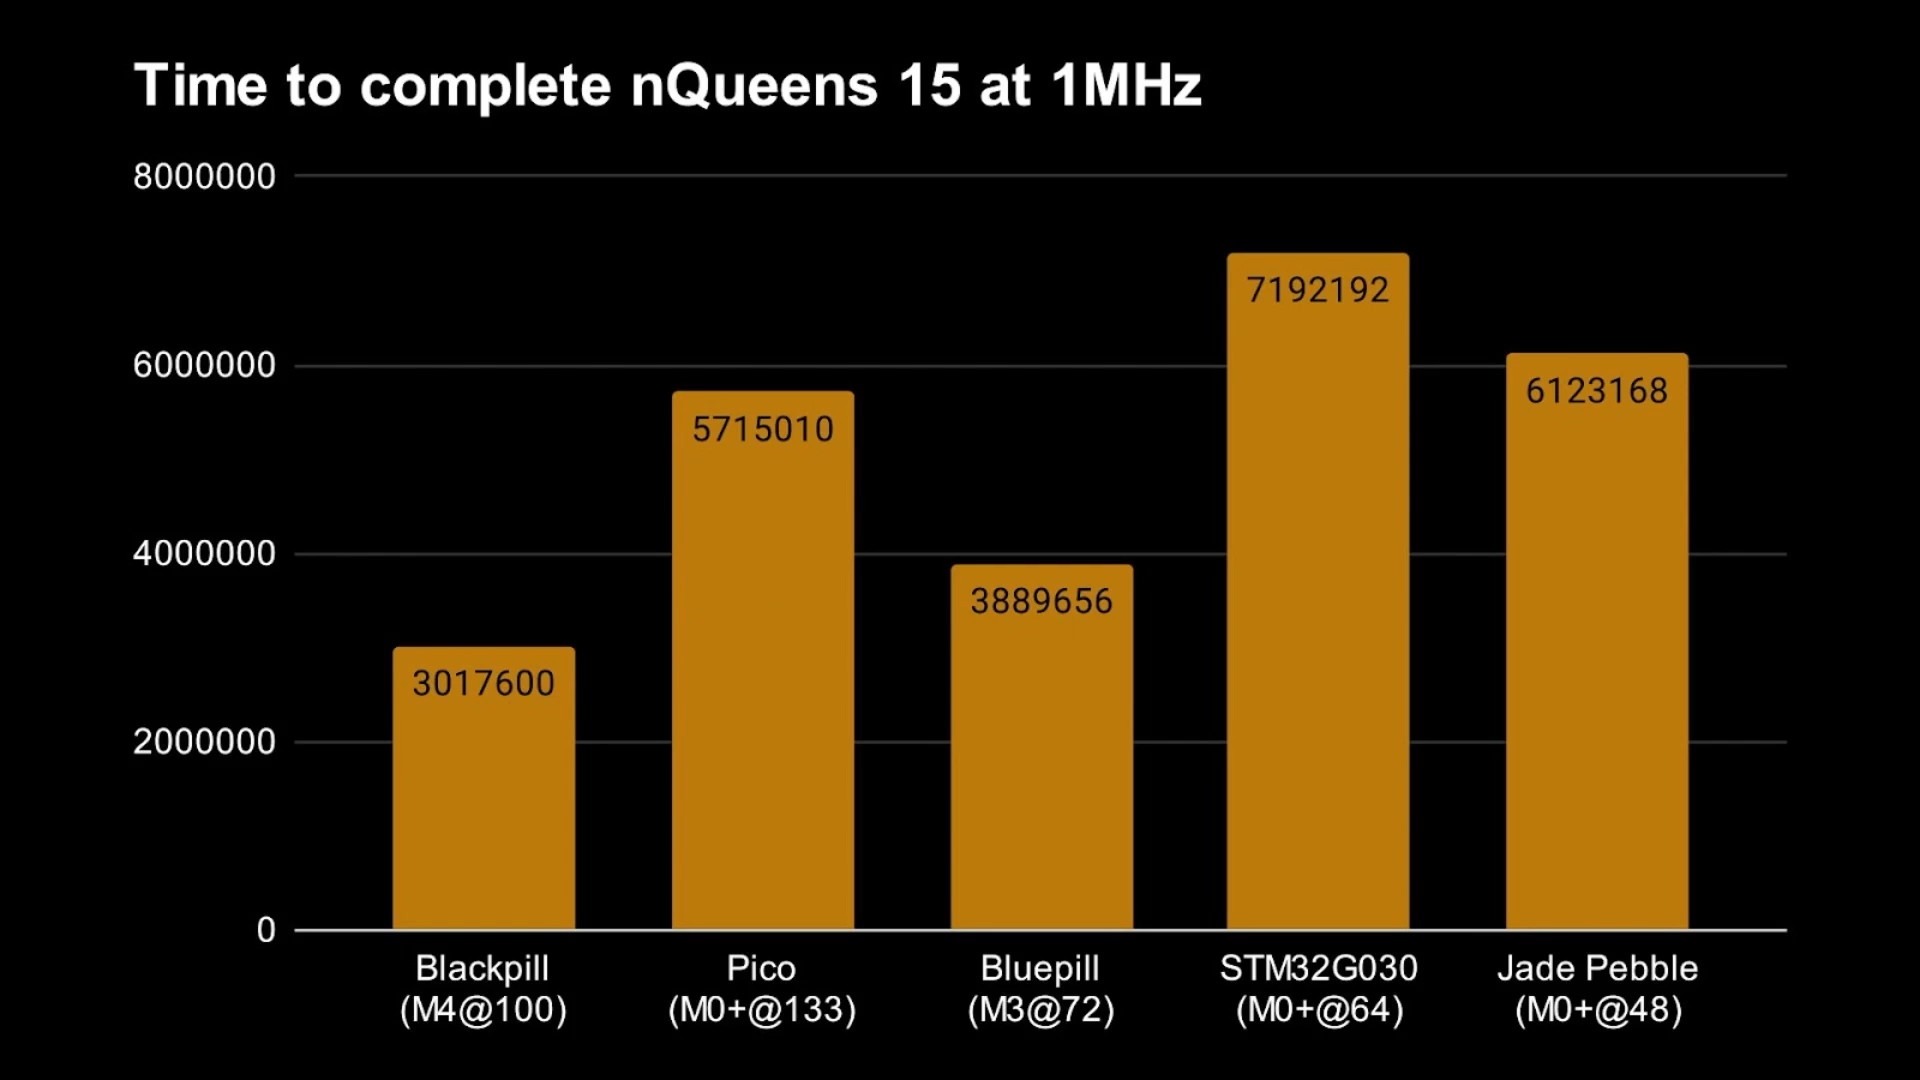 Time to complete nQueens 15 at 1MHz
8000000
6000000
4000000
2000000
0
3017600
5715010
3889656
7192192
6123168
Blackpill
(M4@100)
Pico
(M0+@133)
Bluepill
(M3@72)
STM32G030
(M0+@64)
Jade Pebble
(M0+@48)